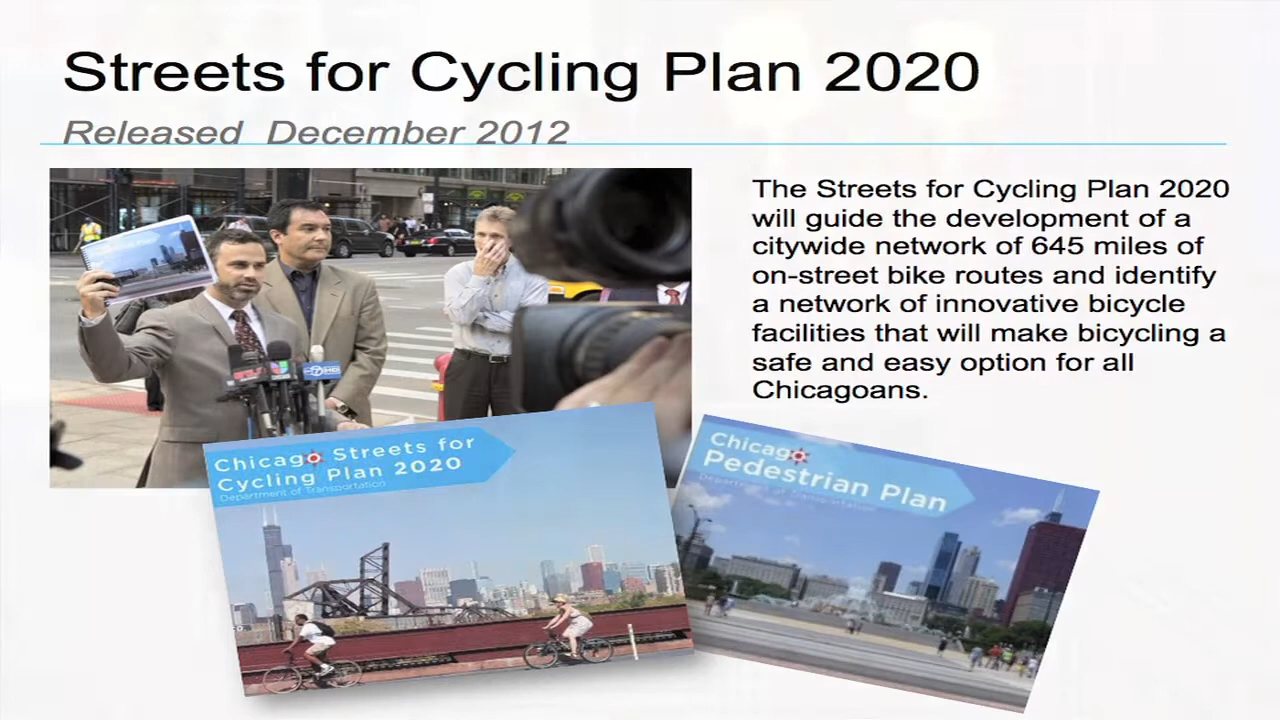 Streets for Cycling Plan 2020
Released December 2012
The Streets for Cycling Plan 2020
will guide the development of a
citywide network of 645 miles of
on-street bike routes and identify
a network of innovative bicycle
facilities that will make bicycling a
safe and easy option for all
Chicagoans.
Chicago Streets for
Cycling Plan 2020
Department of Transportation
Chicago
Pedestrian Plan
Department of Transportation